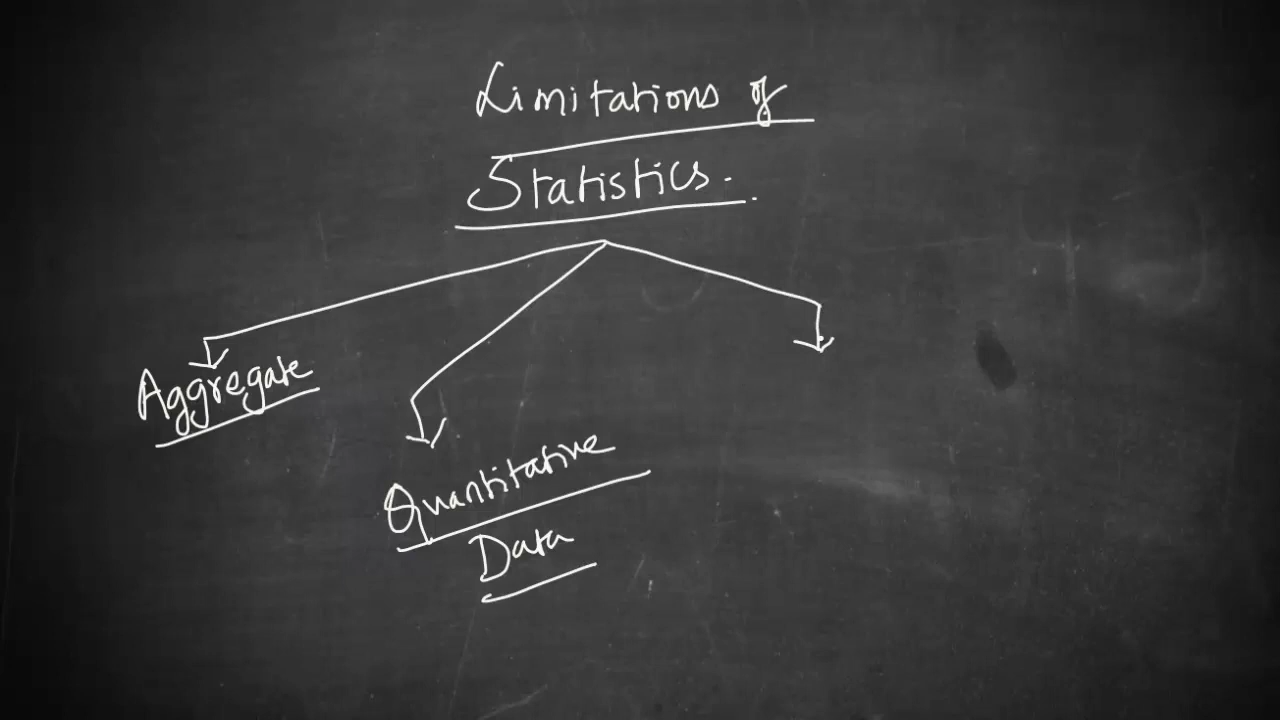 Limitations of
Statistics.
Aggregate
Quantitative
Data